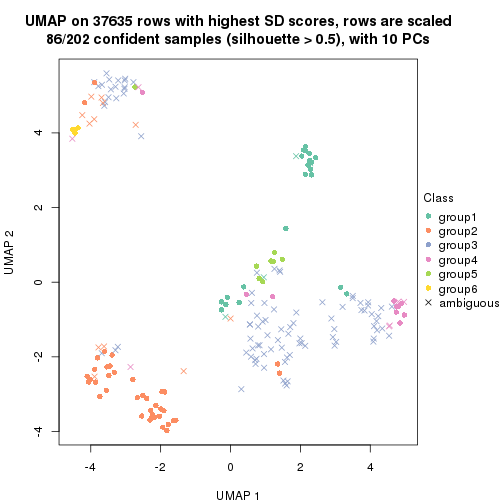 UMAP on 37635 rows with highest SD scores, rows are scaled
86/202 confident samples (silhouette > 0.5), with 10 PCs
4
2
0
-2
-4
UMAP 2
-4
-2
0
2
4
UMAP 1
Class
group1
group2
group3
group4
group5
group6
ambiguous